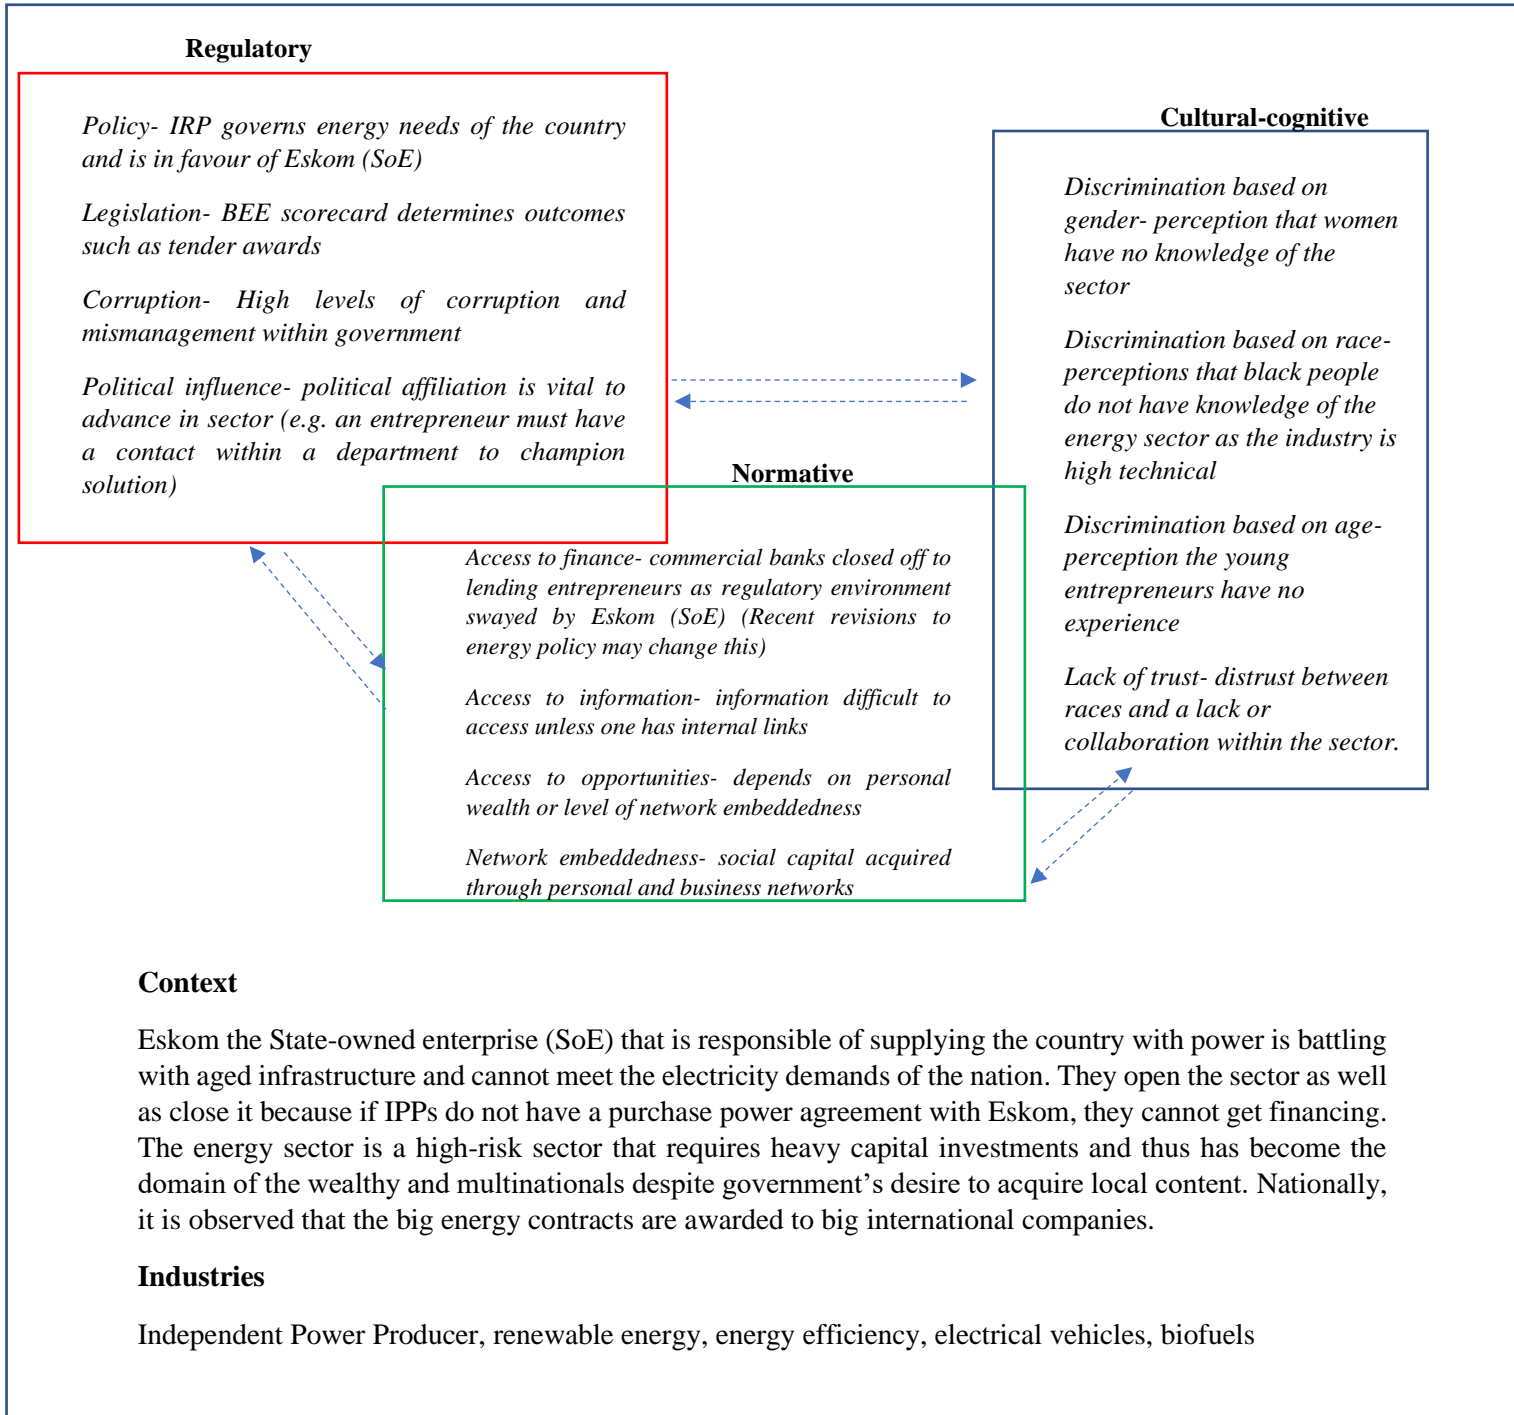 Regulatory
Policy- IRP governs energy needs of the country
and is in favour of Eskom (SoE)
Legislation- BEE scorecard determines outcomes
such as tender awards
Corruption- High levels of corruption and
mismanagement within government
Political influence- political affiliation is vital to
advance in sector (e.g. an entrepreneur must have
a contact within a department to champion
solution)
Cultural-cognitive
Discrimination based on
gender- perception that women
have no knowledge of the
sector
Discrimination based on race-
perceptions that black people
do not have knowledge of the
energy sector as the industry is
high technical
Discrimination based on age-
perception the young
entrepreneurs have no
experience
Lack of trust- distrust between
races and a lack or
collaboration within the sector.
Normative
Access to finance- commercial banks closed off to
lending entrepreneurs as regulatory environment
swayed by Eskom (SoE) (Recent revisions to
energy policy may change this)
Access to information- information difficult to
access unless one has internal links
Access to opportunities- depends on personal
wealth or level of network embeddedness
Network embeddedness- social capital acquired
through personal and business networks
Context
Eskom the State-owned enterprise (SoE) that is responsible of supplying the country with power is battling
with aged infrastructure and cannot meet the electricity demands of the nation. They open the sector as well
as close it because if IPPs do not have a purchase power agreement with Eskom, they cannot get financing.
The energy sector is a high-risk sector that requires heavy capital investments and thus has become the
domain of the wealthy and multinationals despite government’s desire to acquire local content. Nationally,
it is observed that the big energy contracts are awarded to big international companies.
Industries
Independent Power Producer, renewable energy, energy efficiency, electrical vehicles, biofuels